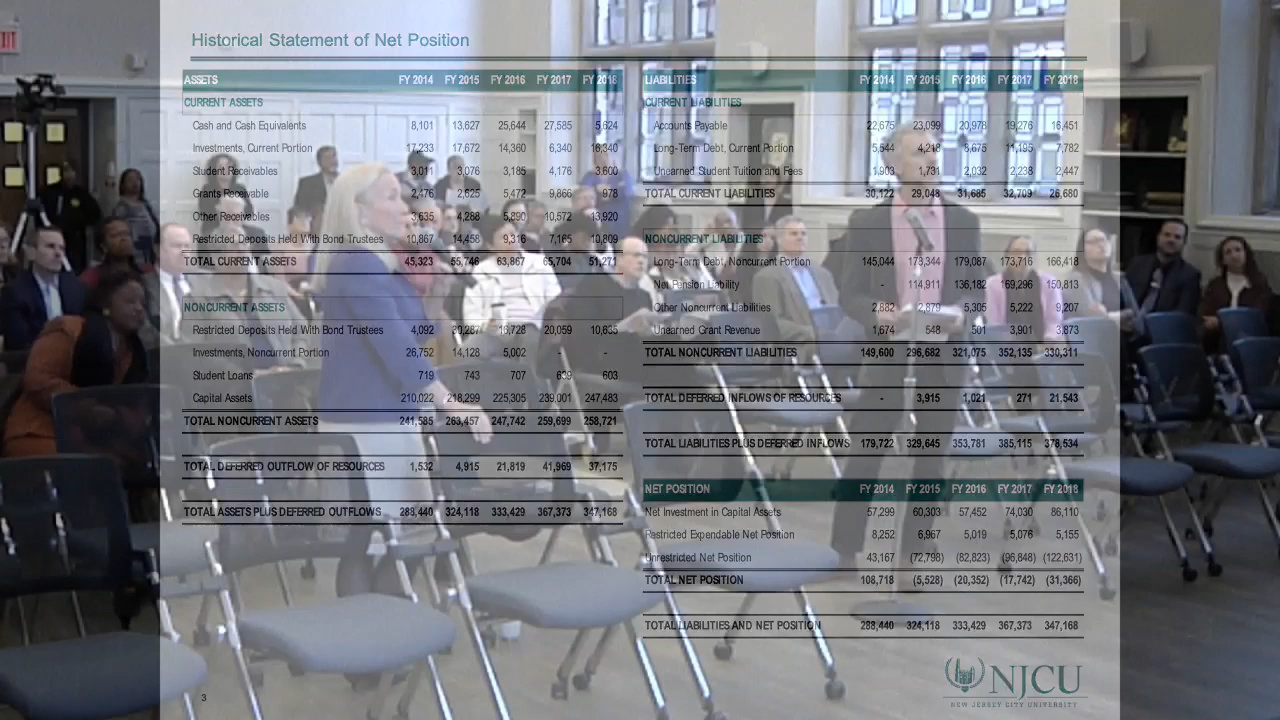 EXIT
Historical Statement of Net Position
ASSETS FY 2014 FY 2015 FY 2016 FY 2017 FY 2018
CURRENT ASSETS
Cash and Cash Equivalents 8,101 13,627 25,644 27,585 5,624
Investments, Current Portion 17,233 17,672 14,360 6,340 16,340
Student Receivables 3,011 3,076 3,185 4,176 3,600
Grants Receivable 2,476 2,625 5,472 9,866 978
Other Receivables 3,635 4,288 5,890 10,572 13,920
Restricted Deposits Held With Bond Trustees 10,867 14,458 9,316 7,165 10,809
TOTAL CURRENT ASSETS 45,323 55,746 63,867 65,704 51,271
NONCURRENT ASSETS
Restricted Deposits Held With Bond Trustees 4,092 30,287 16,728 20,059 10,635
Investments, Noncurrent Portion 26,752 14,128 5,002 - -
Student Loans 719 743 707 639 603
Capital Assets 210,022 218,299 225,305 239,001 247,483
TOTAL NONCURRENT ASSETS 241,585 263,457 247,742 259,699 258,721
TOTAL DEFERRED OUTFLOW OF RESOURCES 1,532 4,915 21,819 41,969 37,175
TOTAL ASSETS PLUS DEFERRED OUTFLOWS 288,440 324,118 333,429 367,373 347,168
LIABILITIES FY 2014 FY 2015 FY 2016 FY 2017 FY 2018
CURRENT LIABILITIES
Accounts Payable 22,675 23,099 20,978 19,276 16,451
Long-Term Debt, Current Portion 5,544 4,218 8,675 11,195 7,782
Unearned Student Tuition and Fees 1,903 1,731 2,032 2,238 2,447
TOTAL CURRENT LIABILITIES 30,122 29,048 31,685 32,709 26,680
NONCURRENT LIABILITIES
Long-Term Debt, Noncurrent Portion 145,044 173,344 179,087 173,716 166,418
Net Pension Liability - 114,911 136,182 169,296 150,813
Other Noncurrent Liabilities 2,882 2,879 5,305 5,222 9,207
Unearned Grant Revenue 1,674 548 501 3,901 3,873
TOTAL NONCURRENT LIABILITIES 149,600 296,682 321,075 352,135 330,311
TOTAL DEFERRED INFLOWS OF RESOURCES - 3,915 1,021 271 21,543
TOTAL LIABILITIES PLUS DEFERRED INFLOWS 179,722 329,645 353,781 385,115 378,534
NET POSITION FY 2014 FY 2015 FY 2016 FY 2017 FY 2018
Net Investment in Capital Assets 57,299 60,303 57,452 74,030 86,110
Restricted Expendable Net Position 8,252 6,967 5,019 5,076 5,155
Unrestricted Net Position 43,167 (72,798) (82,823) (96,848) (122,631)
TOTAL NET POSITION 108,718 (5,528) (20,352) (17,742) (31,366)
TOTAL LIABILITIES AND NET POSITION 288,440 324,118 333,429 367,373 347,168
3
NJCU
NEW JERSEY CITY UNIVERSITY